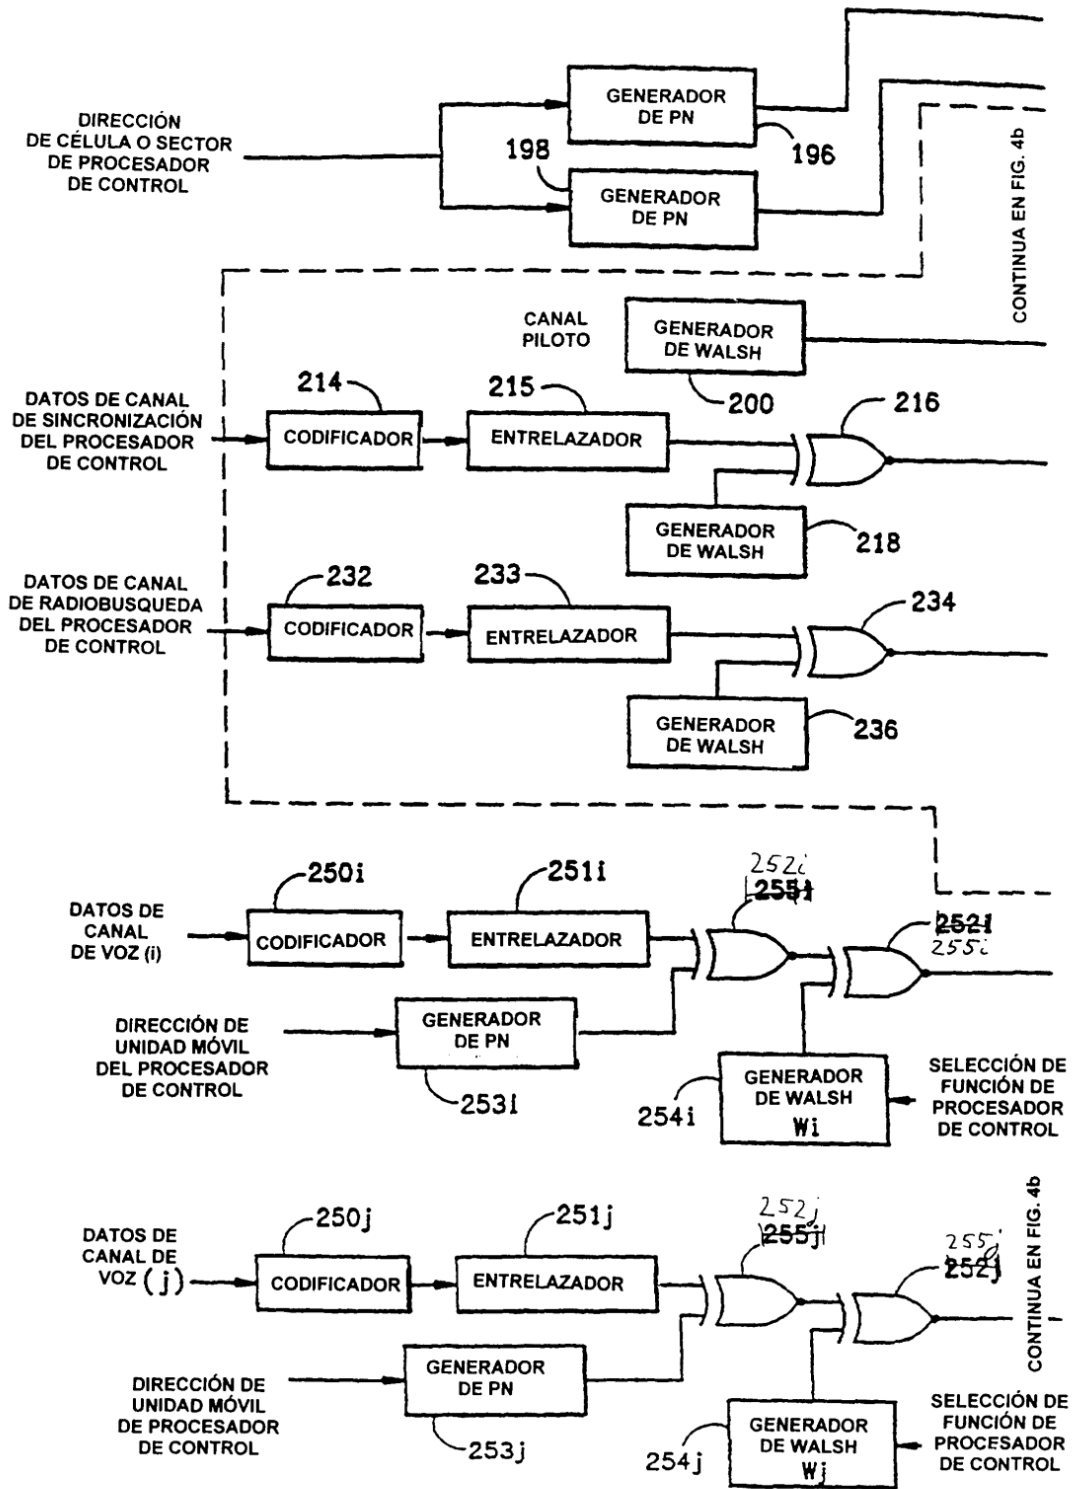 GENERADOR
DE PN
196
DIRECCIÓN
DE CÉLULA O SECTOR
DE PROCESADOR
DE CONTROL
198
GENERADOR
DE PN
CONTINUA EN FIG. 4b
CANAL
PILOTO
GENERADOR
DE WALSH
200
DATOS DE CANAL
DE SINCRONIZACIÓN
DEL PROCESADOR
DE CONTROL
214
CODIFICADOR
215
ENTRELAZADOR
216
GENERADOR
DE WALSH
218
DATOS DE CANAL
DE RADIOBUSQUEDA
DEL PROCESADOR
DE CONTROL
232
CODIFICADOR
233
ENTRELAZADOR
234
GENERADOR
DE WALSH
236
DATOS DE
CANAL
DE VOZ (i)
250i
CODIFICADOR
251i
ENTRELAZADOR
252i
255i
252i
255i
DIRECCIÓN DE
UNIDAD MÓVIL
DEL PROCESADOR
DE CONTROL
GENERADOR
DE PN
253i
254i
GENERADOR
DE WALSH
Wi
SELECCIÓN DE
FUNCIÓN DE
PROCESADOR
DE CONTROL
DATOS DE
CANAL DE
VOZ (j)
250j
CODIFICADOR
251j
ENTRELAZADOR
252j
255j
255j
252j
CONTINUA EN FIG. 4b
DIRECCIÓN DE
UNIDAD MÓVIL
DE PROCESADOR
DE CONTROL
GENERADOR
DE PN
253j
254j
GENERADOR
DE WALSH
Wj
SELECCIÓN DE
FUNCIÓN DE
PROCESADOR
DE CONTROL